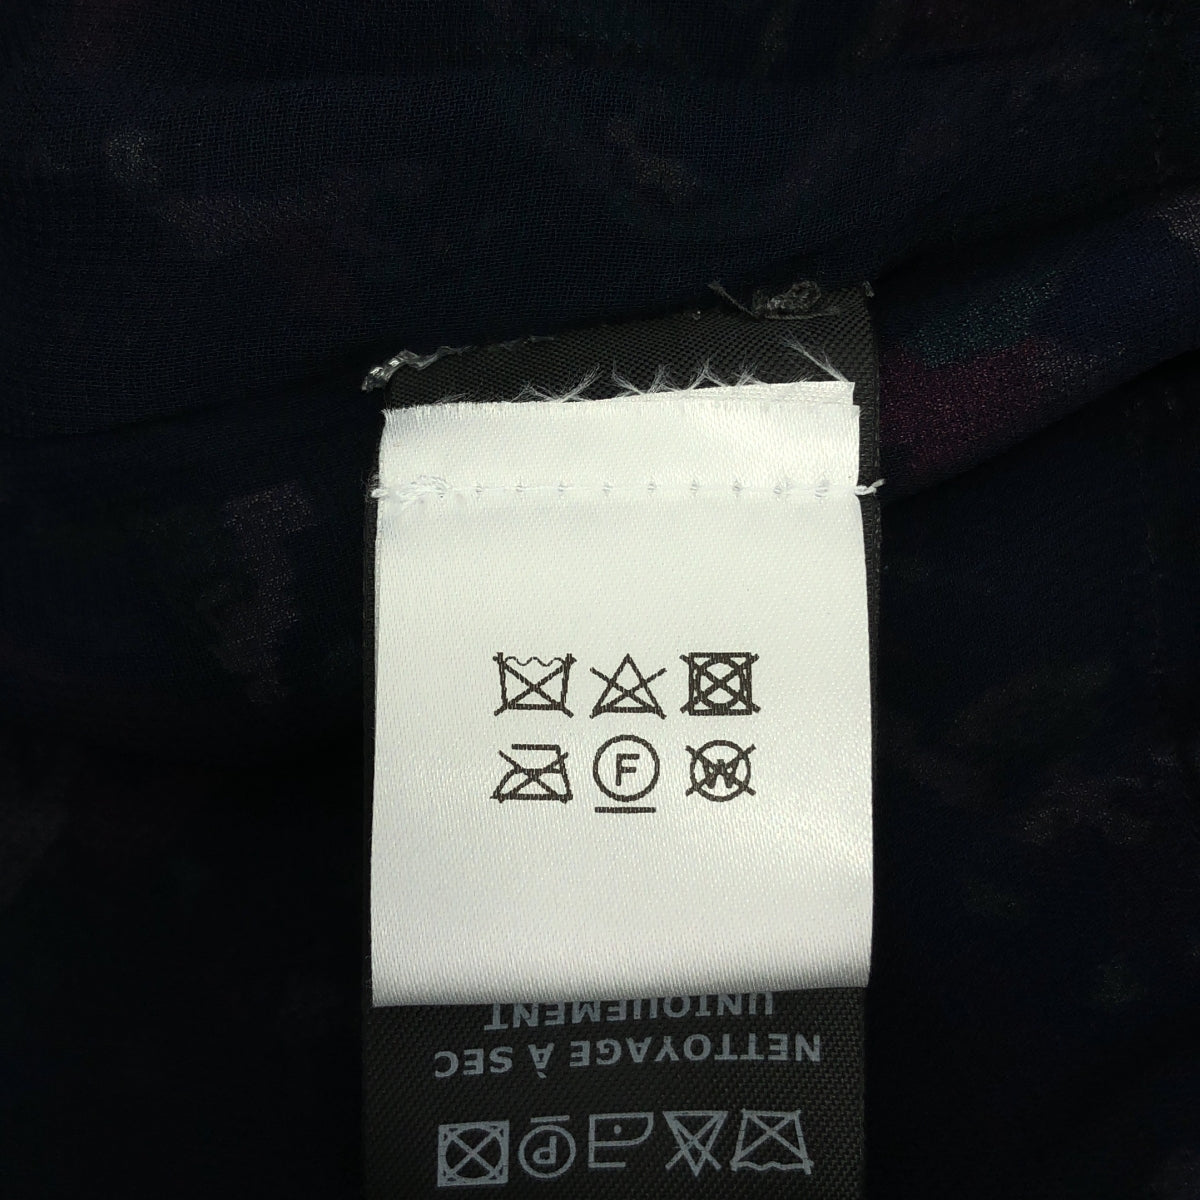 F W
NETTOYAGE À SEC
UNIQUEMENT
P